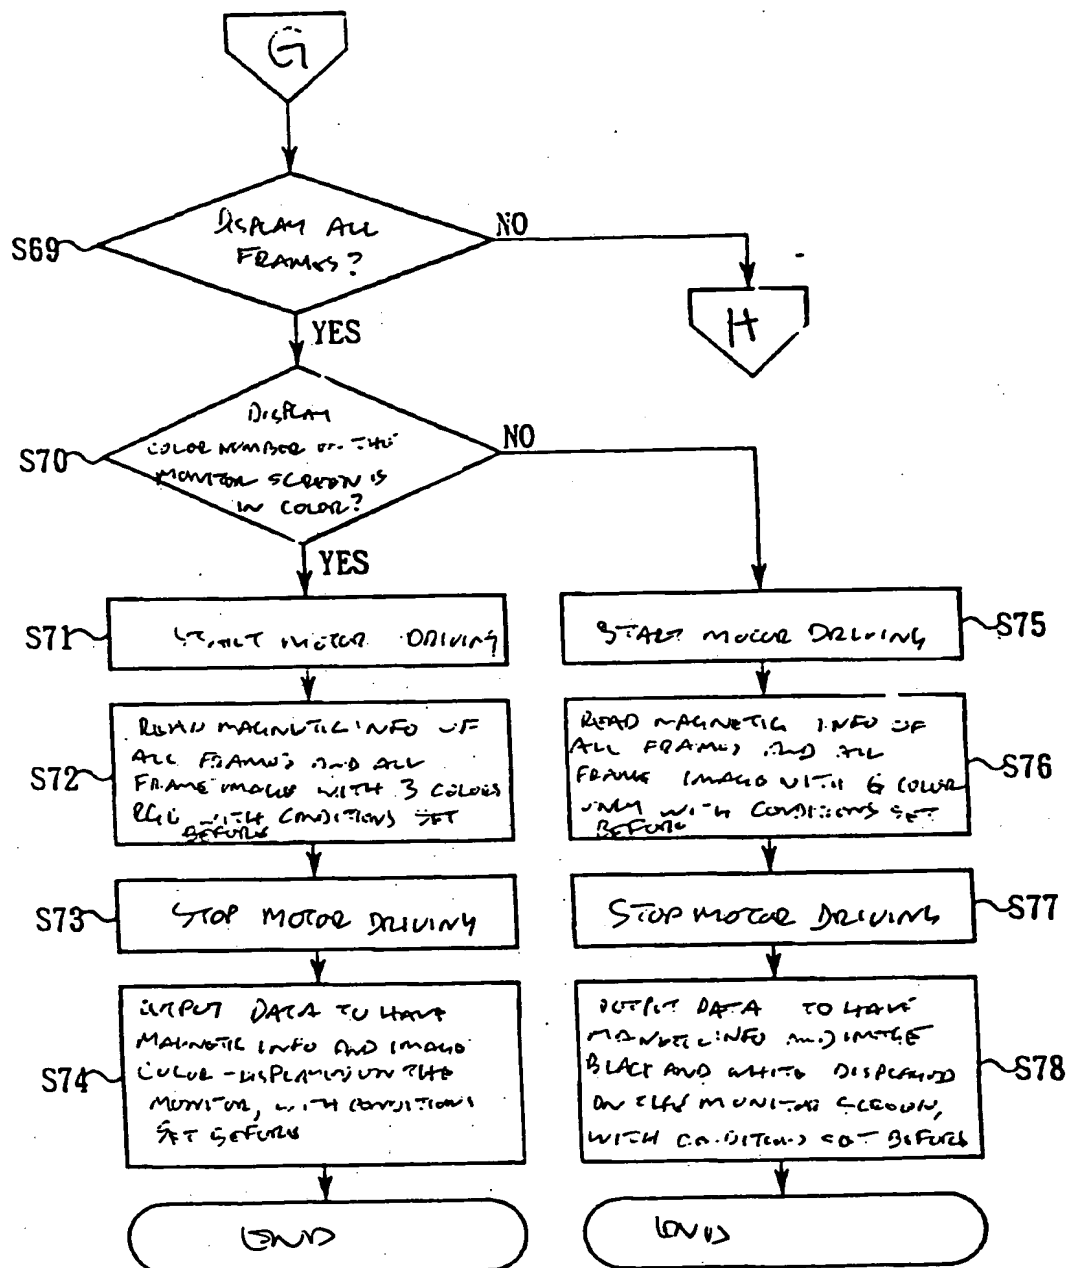 G
DISPLAY ALL
FRAMES?
S69
NO
H
YES
DISPLAY
COLOR NUMBER ON THE
MONITOR SCREEN IS
IN COLOR?
S70
NO
YES
START MOTOR DRIVING
S71
READ MAGNETIC INFO OF
ALL FRAMES AND ALL
FRAME IMAGES WITH 3 COLORS
RGB WITH CONDITIONS SET
BEFORE
S72
STOP MOTOR DRIVING
S73
OUTPUT DATA TO HAVE
MAGNETIC INFO AND IMAGE
COLOR-DISPLAYED ON THE
MONITOR, WITH CONDITIONS
SET BEFORE
S74
END
START MOTOR DRIVING
S75
READ MAGNETIC INFO OF
ALL FRAMES AND ALL
FRAME IMAGES WITH G COLOR
ONLY WITH CONDITIONS SET
BEFORE
S76
STOP MOTOR DRIVING
S77
OUTPUT DATA TO HAVE
MAGNETIC INFO AND IMAGE
BLACK AND WHITE DISPLAYED
ON THE MONITOR SCREEN,
WITH CONDITIONS SET BEFORE
S78
END